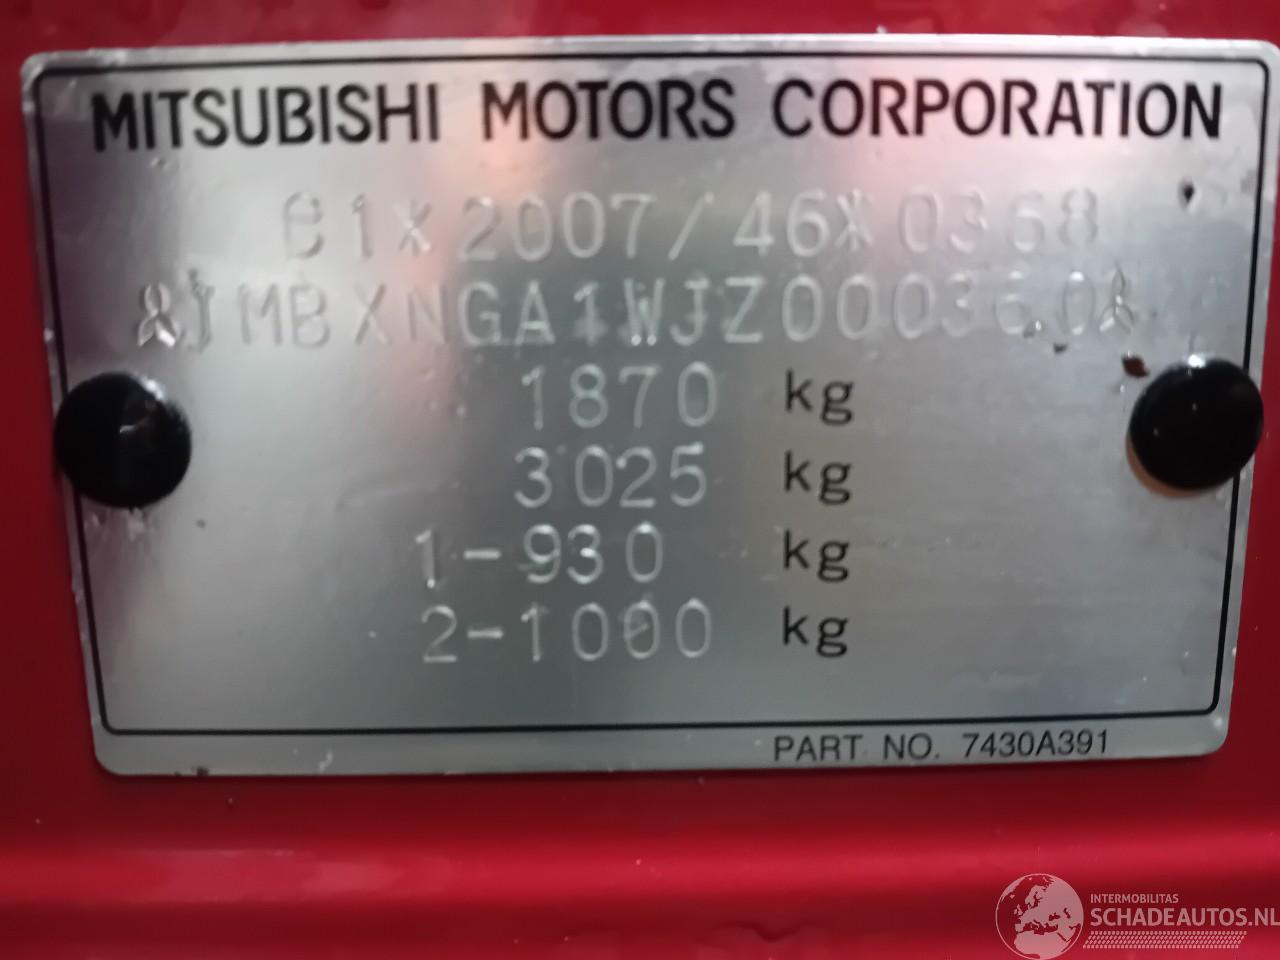 MITSUBISHI MOTORS CORPORATION
e1*2007/46*0368
JMBXNGA1WJZ000360
1870 kg
3025 kg
1-930 kg
2-1000 kg
PART NO. 7430A391
INTERMOBILITAS
SCHADEAUTOS.NL